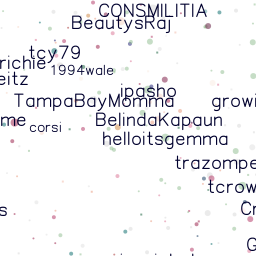 CONSMILITIA
BeautysRaj
tcy79
richie
1994wale
eitz
ipasho
TampaBayMomma
growi
me
BelindaKapaun
corsi
helloitsgemma
trazompe
tcrow
Cr
s
G